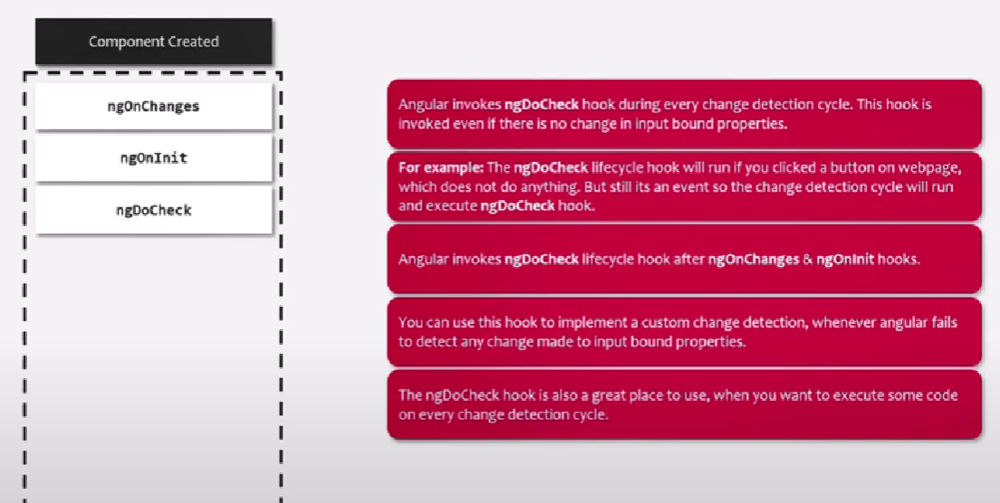 Component Created
ngOnChanges
ngOnInit
ngDoCheck
Angular invokes ngDoCheck hook during every change detection cycle. This hook is
invoked even if there is no change in input bound properties.
For example: The ngDoCheck lifecycle hook will run if you clicked a button on webpage,
which does not do anything. But still its an event so the change detection cycle will run
and execute ngDoCheck hook.
Angular invokes ngDoCheck lifecycle hook after ngOnChanges & ngOnInit hooks.
You can use this hook to implement a custom change detection, whenever angular fails
to detect any change made to input bound properties.
The ngDoCheck hook is also a great place to use, when you want to execute some code
on every change detection cycle.